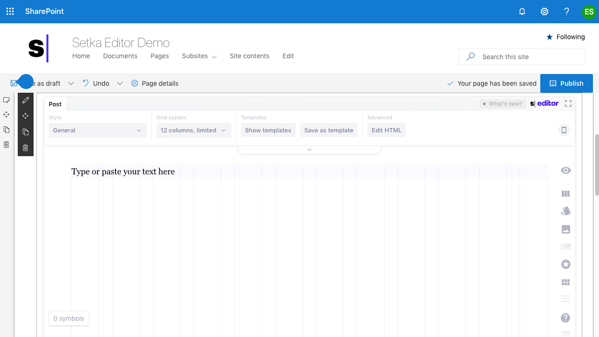 SharePoint
ES
Following
S
Setka Editor Demo
Home
Documents
Pages
Subsites
Site contents
Edit
Search this site
e as draft
Undo
Page details
Your page has been saved
Publish
Post
What's new?
s|editor
Style
Grid system
Templates
Advanced
General
12 columns, limited
Show templates
Save as template
Edit HTML
Type or paste your text here
0 symbols